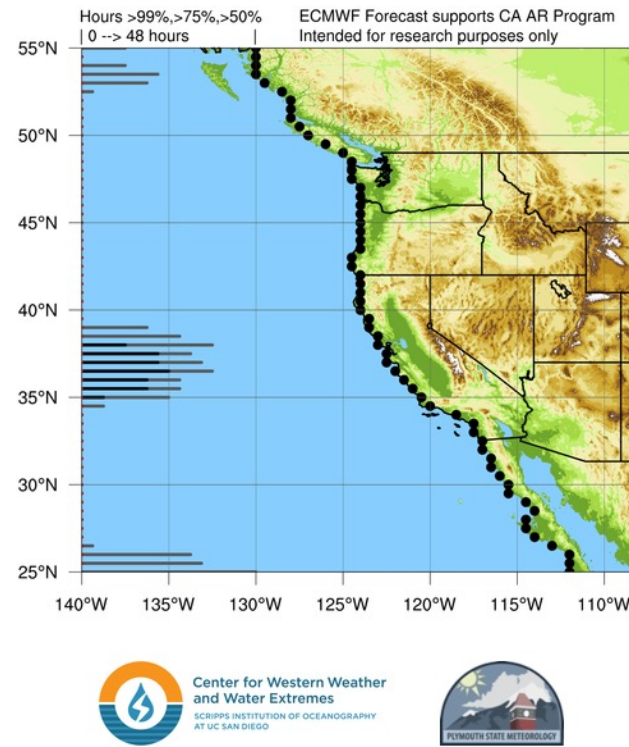 Hours >99%,>75%,>50%
ECMWF Forecast supports CA AR Program
| 0 --> 48 hours |
Intended for research purposes only
55°N
50°N
45°N
40°N
35°N
30°N
25°N
140°W 135°W 130°W 125°W 120°W 115°W 110°W
Center for Western Weather
and Water Extremes
SCRIPPS INSTITUTION OF OCEANOGRAPHY
AT UC SAN DIEGO
PLYMOUTH STATE METEOROLOGY